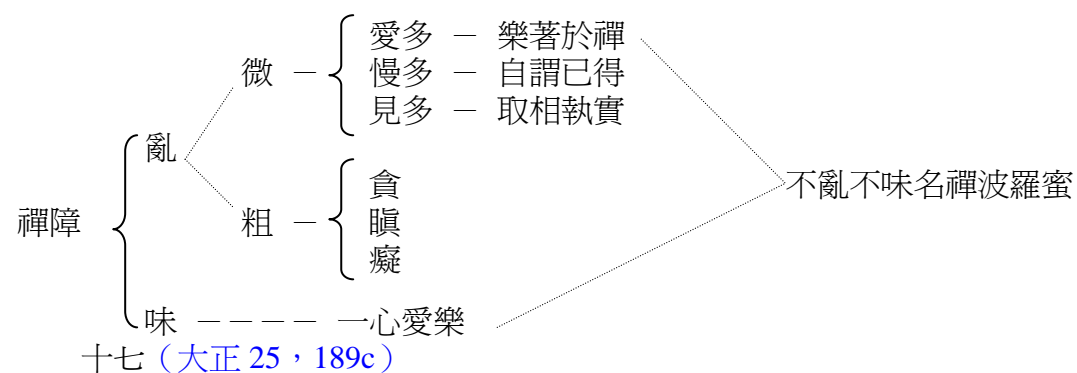 愛多 － 樂著於禪
微 － 慢多 － 自謂已得
見多 － 取相執實
亂
貪
禪障 粗 － 瞋
癡
不亂不味名禪波羅蜜
味 －－－－ 一心愛樂
十七（大正 25，189c）